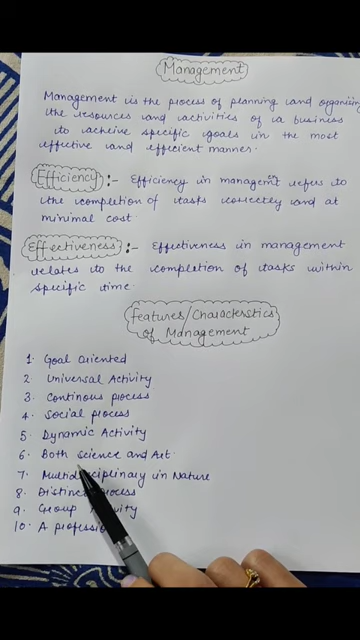 Management
Management is the process of planning and organising
the resources and activities of a business
to acheive specific goals in the most
effective and efficient manner.
Efficiency :- Efficiency in management refers to
the completion of tasks correctly and at
minimal cost.
Effectiveness :- Effectiveness in management
relates to the completion of tasks within
specific time.
Features/Characterstics
of Management
1. Goal Oriented
2. Universal Activity
3. Continous process
4. Social process
5. Dynamic Activity
6. Both Science and Art
7. Multidisciplinary in Nature
8. Distinct process
9. Group Activity
10. A profession